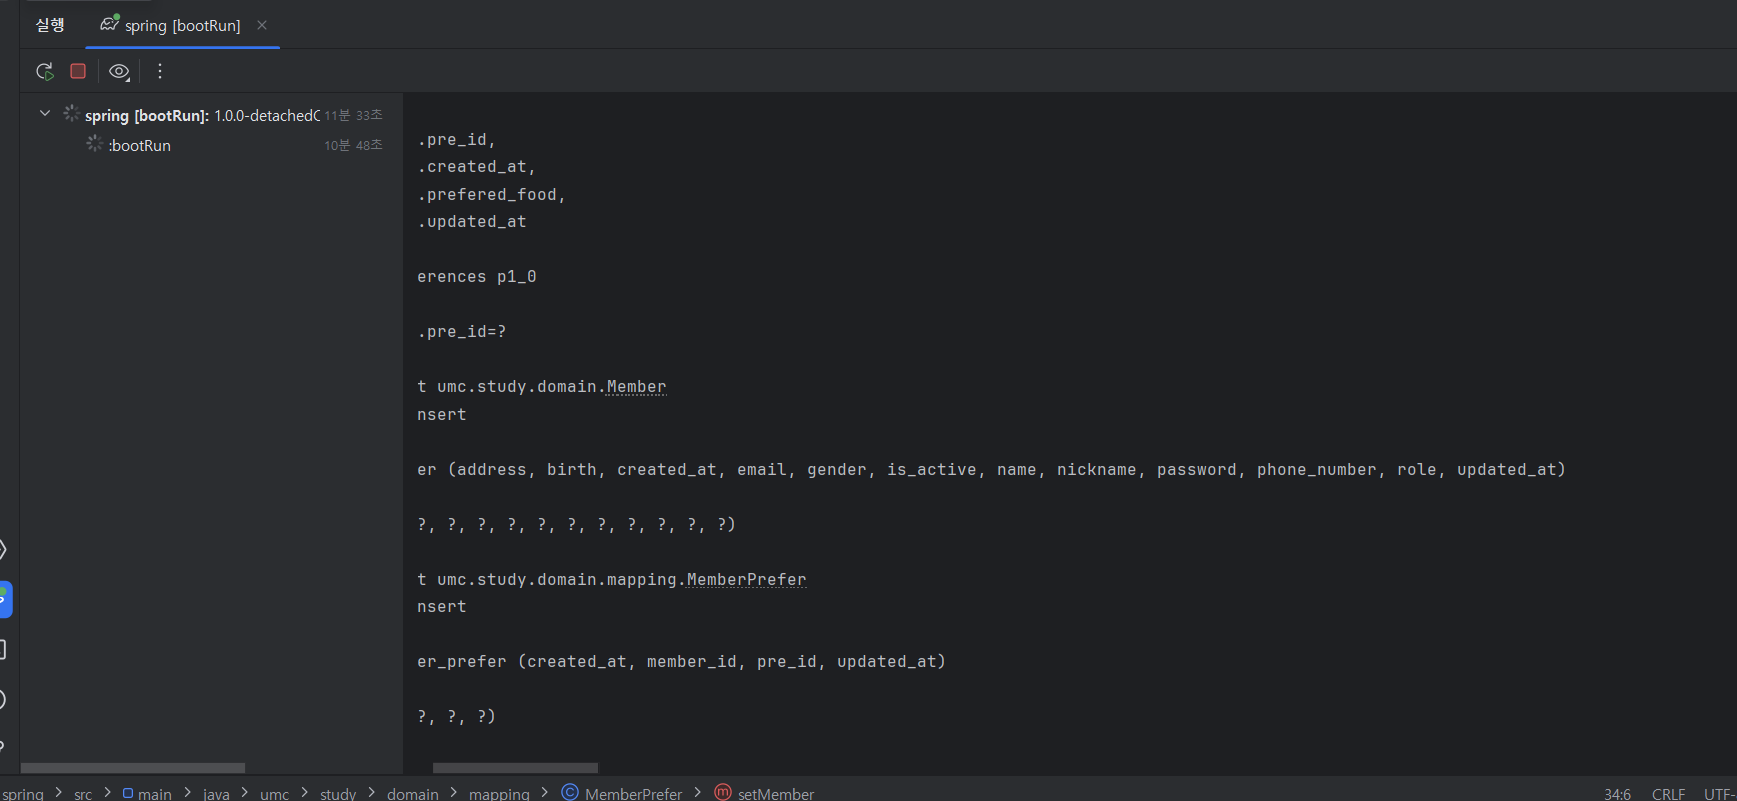 실행
spring [bootRun]
spring [bootRun]: 1.0.0-detached 11분 33초
:bootRun 10분 48초
.pre_id,
.created_at,
.prefered_food,
.updated_at
erences p1_0
.pre_id=?
t umc.study.domain.Member
nsert
er (address, birth, created_at, email, gender, is_active, name, nickname, password, phone_number, role, updated_at)
?, ?, ?, ?, ?, ?, ?, ?, ?, ?, ?)
t umc.study.domain.mapping.MemberPrefer
nsert
er_prefer (created_at, member_id, pre_id, updated_at)
?, ?, ?)
spring > src > main > java > umc > study > domain > mapping > MemberPrefer > setMember 34:6 CRLF UTF-